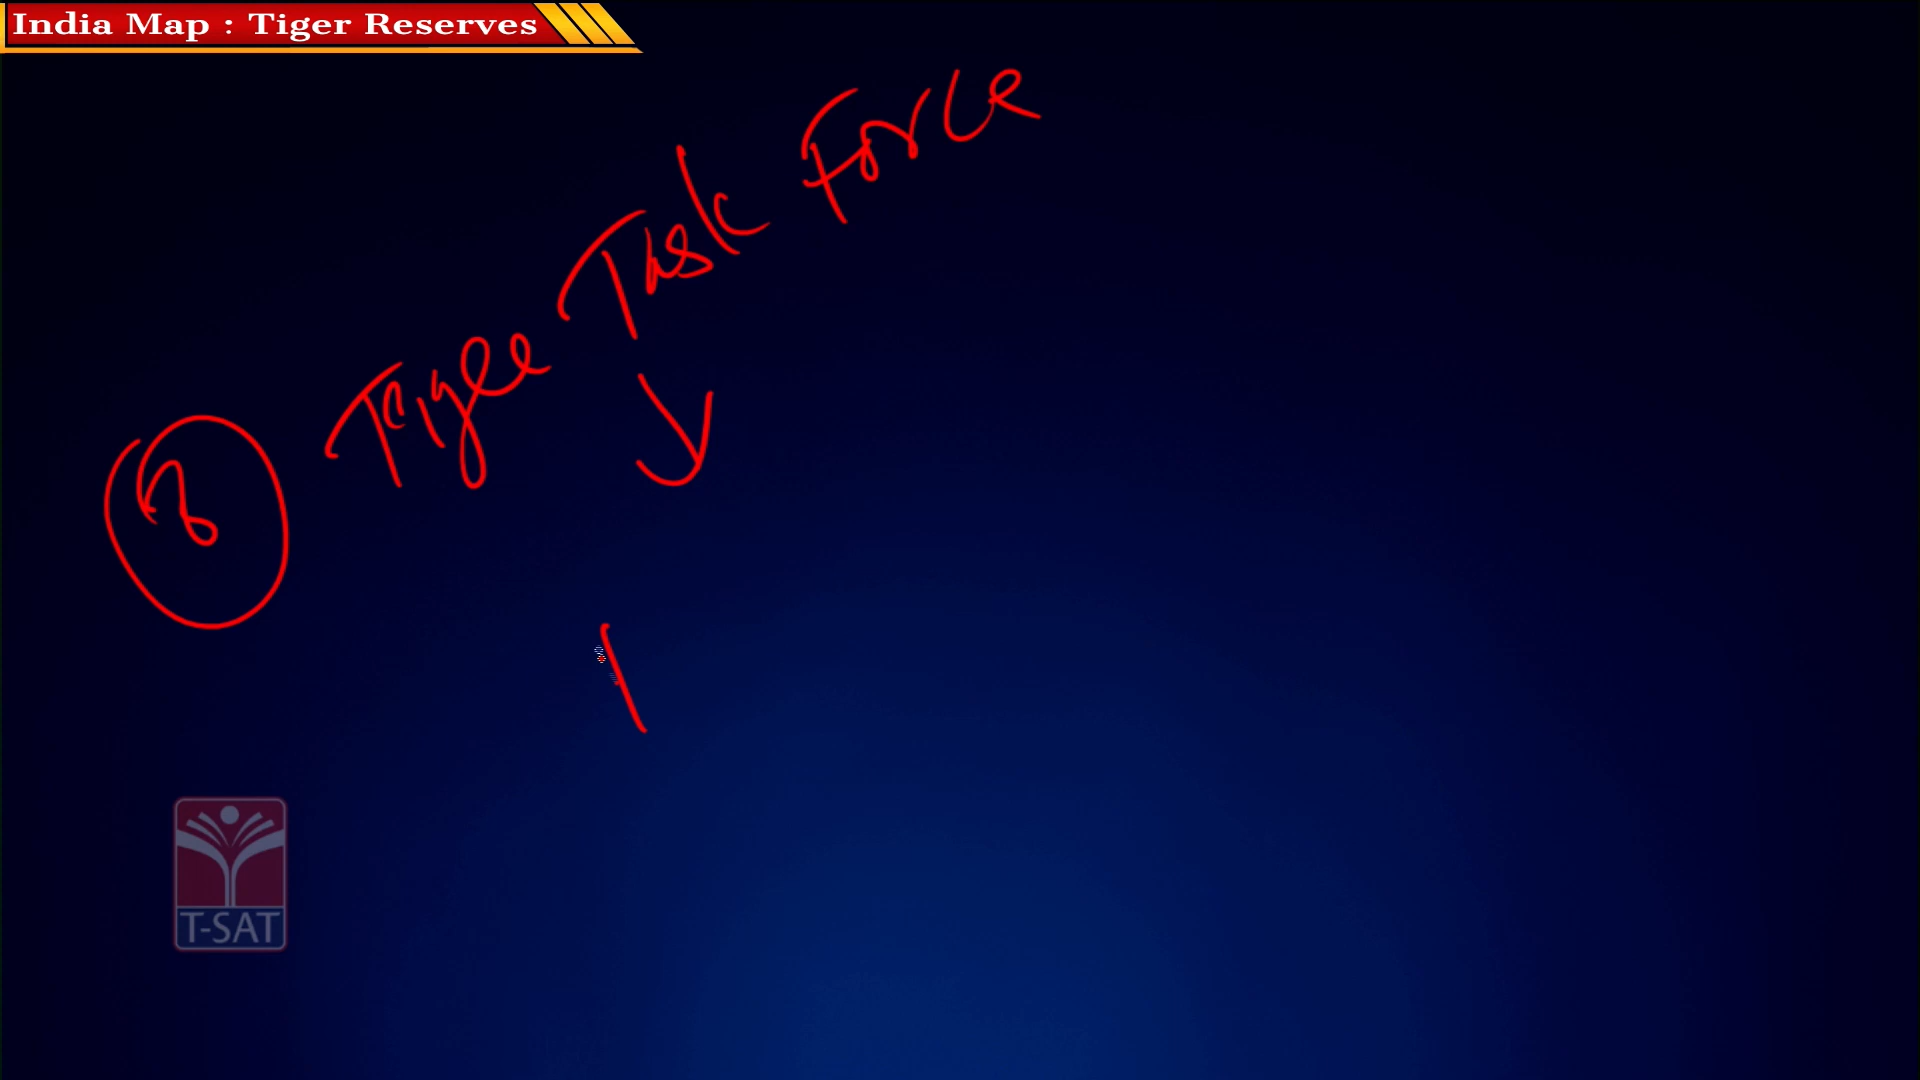 India Map : Tiger Reserves
Tiger Task Force
3
T-SAT